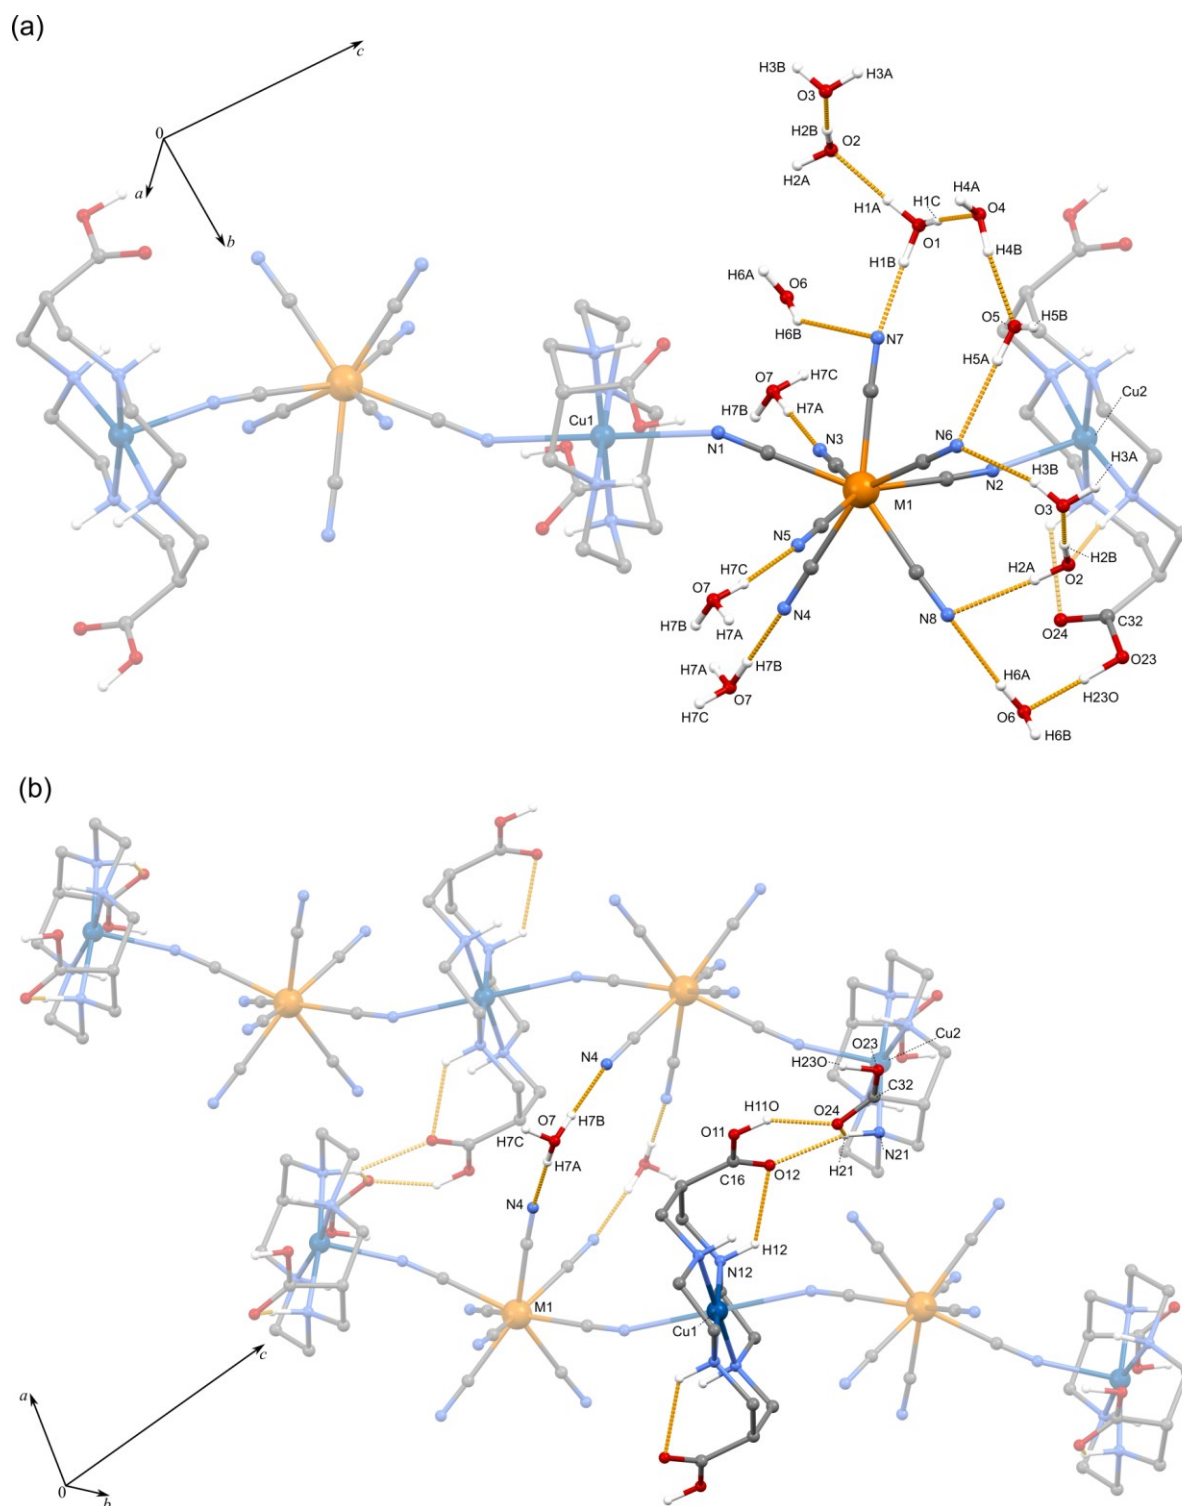 (a)
c
0
a
b
H3B
H3A
O3
H2B
O2
H2A
H4A
H1A
H1C
O4
O1
H4B
H1B
H6A
O6
O5
H5B
H6B
N7
H5A
H7C
O7
Cu2
H7B
H7A
Cu1
N1
N3
N6
H3A
N2
H3B
M1
O3
N5
H2B
H7C
H2A
O2
O7
N4
N8
H7B
H7A
O24
C32
H7A
H7B
O23
H6A
O7
H23O
H7C
O6
H6B
(b)
Cu2
O23
N4
H23O
C32
H11O
O24
O7
H7B
O11
H7C
N21
H7A
H21
C16
O12
N4
H12
N12
M1
Cu1
c
a
0
b